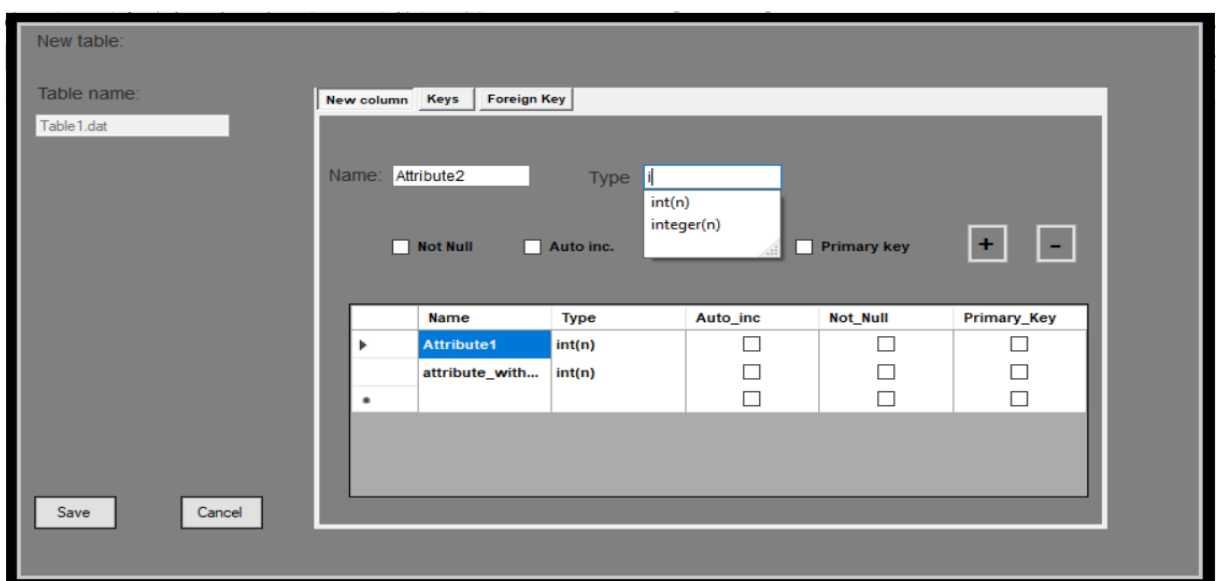 New table:
Table name:
Table1.dat
New column Keys Foreign Key
Name: Attribute2 Type i
int(n)
integer(n)
Not Null Auto inc. Primary key + -
Name Type Auto_inc Not_Null Primary_Key
Attribute1 int(n)
attribute_with... int(n)
Save Cancel